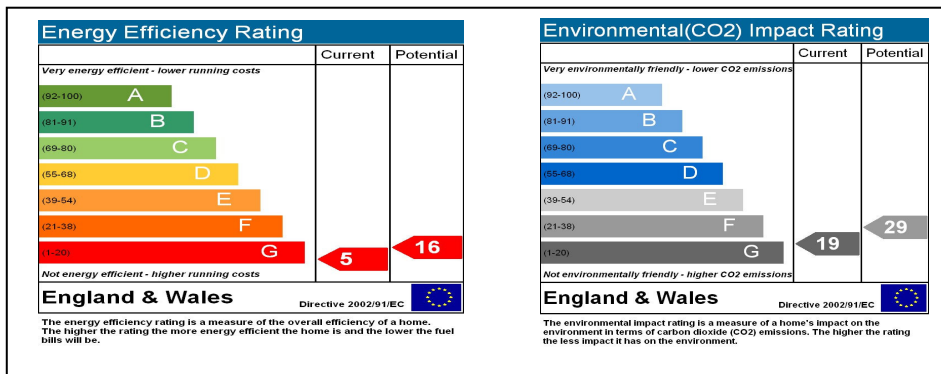 Energy Efficiency Rating
Current Potential
Very energy efficient - lower running costs
(92-100) A
(81-91) B
(69-80) C
(55-68) D
(39-54) E
(21-38) F
(1-20) G
5
16
Not energy efficient - higher running costs
England & Wales
Directive 2002/91/EC
The energy efficiency rating is a measure of the overall efficiency of a home.
The higher the rating the more energy efficient the home is and the lower the fuel
bills will be.
Environmental(CO2) Impact Rating
Current Potential
Very environmentally friendly - lower CO2 emissions
(92-100) A
(81-91) B
(69-80) C
(55-68) D
(39-54) E
(21-38) F
(1-20) G
19
29
Not environmentally friendly - higher CO2 emissions
England & Wales
Directive 2002/91/EC
The environmental impact rating is a measure of a home's impact on the
environment in terms of carbon dioxide (CO2) emissions. The higher the rating
the less impact it has on the environment.